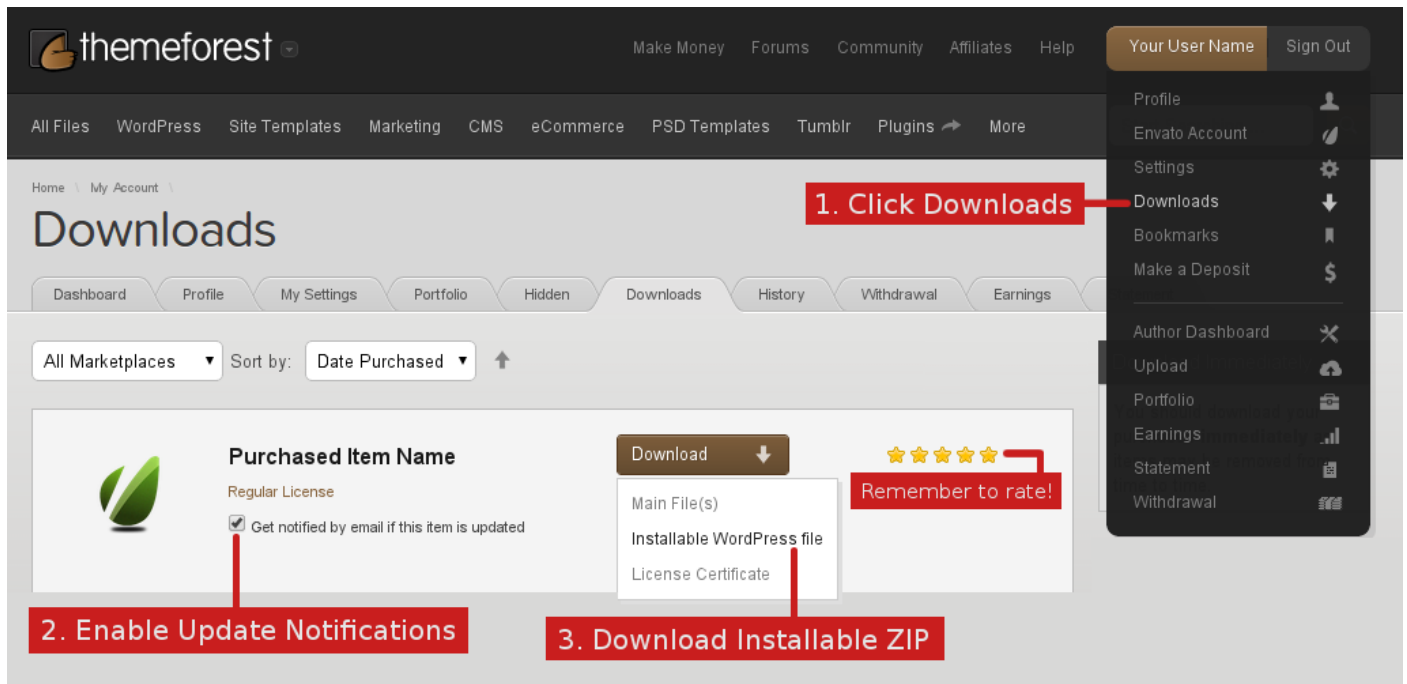 themeforest
Make Money Forums Community Affiliates Help
Your User Name Sign Out
All Files WordPress Site Templates Marketing CMS eCommerce PSD Templates Tumblr Plugins More
Profile
Envato Account
Settings
Downloads
Bookmarks
Make a Deposit
Author Dashboard
Upload
Portfolio
Earnings
Statement
Withdrawal
Home \ My Account \
1. Click Downloads
Downloads
Dashboard Profile My Settings Portfolio Hidden Downloads History Withdrawal Earnings
All Marketplaces Sort by: Date Purchased
Purchased Item Name
Regular License
Get notified by email if this item is updated
Download
Main File(s)
Installable WordPress file
License Certificate
Remember to rate!
2. Enable Update Notifications
3. Download Installable ZIP